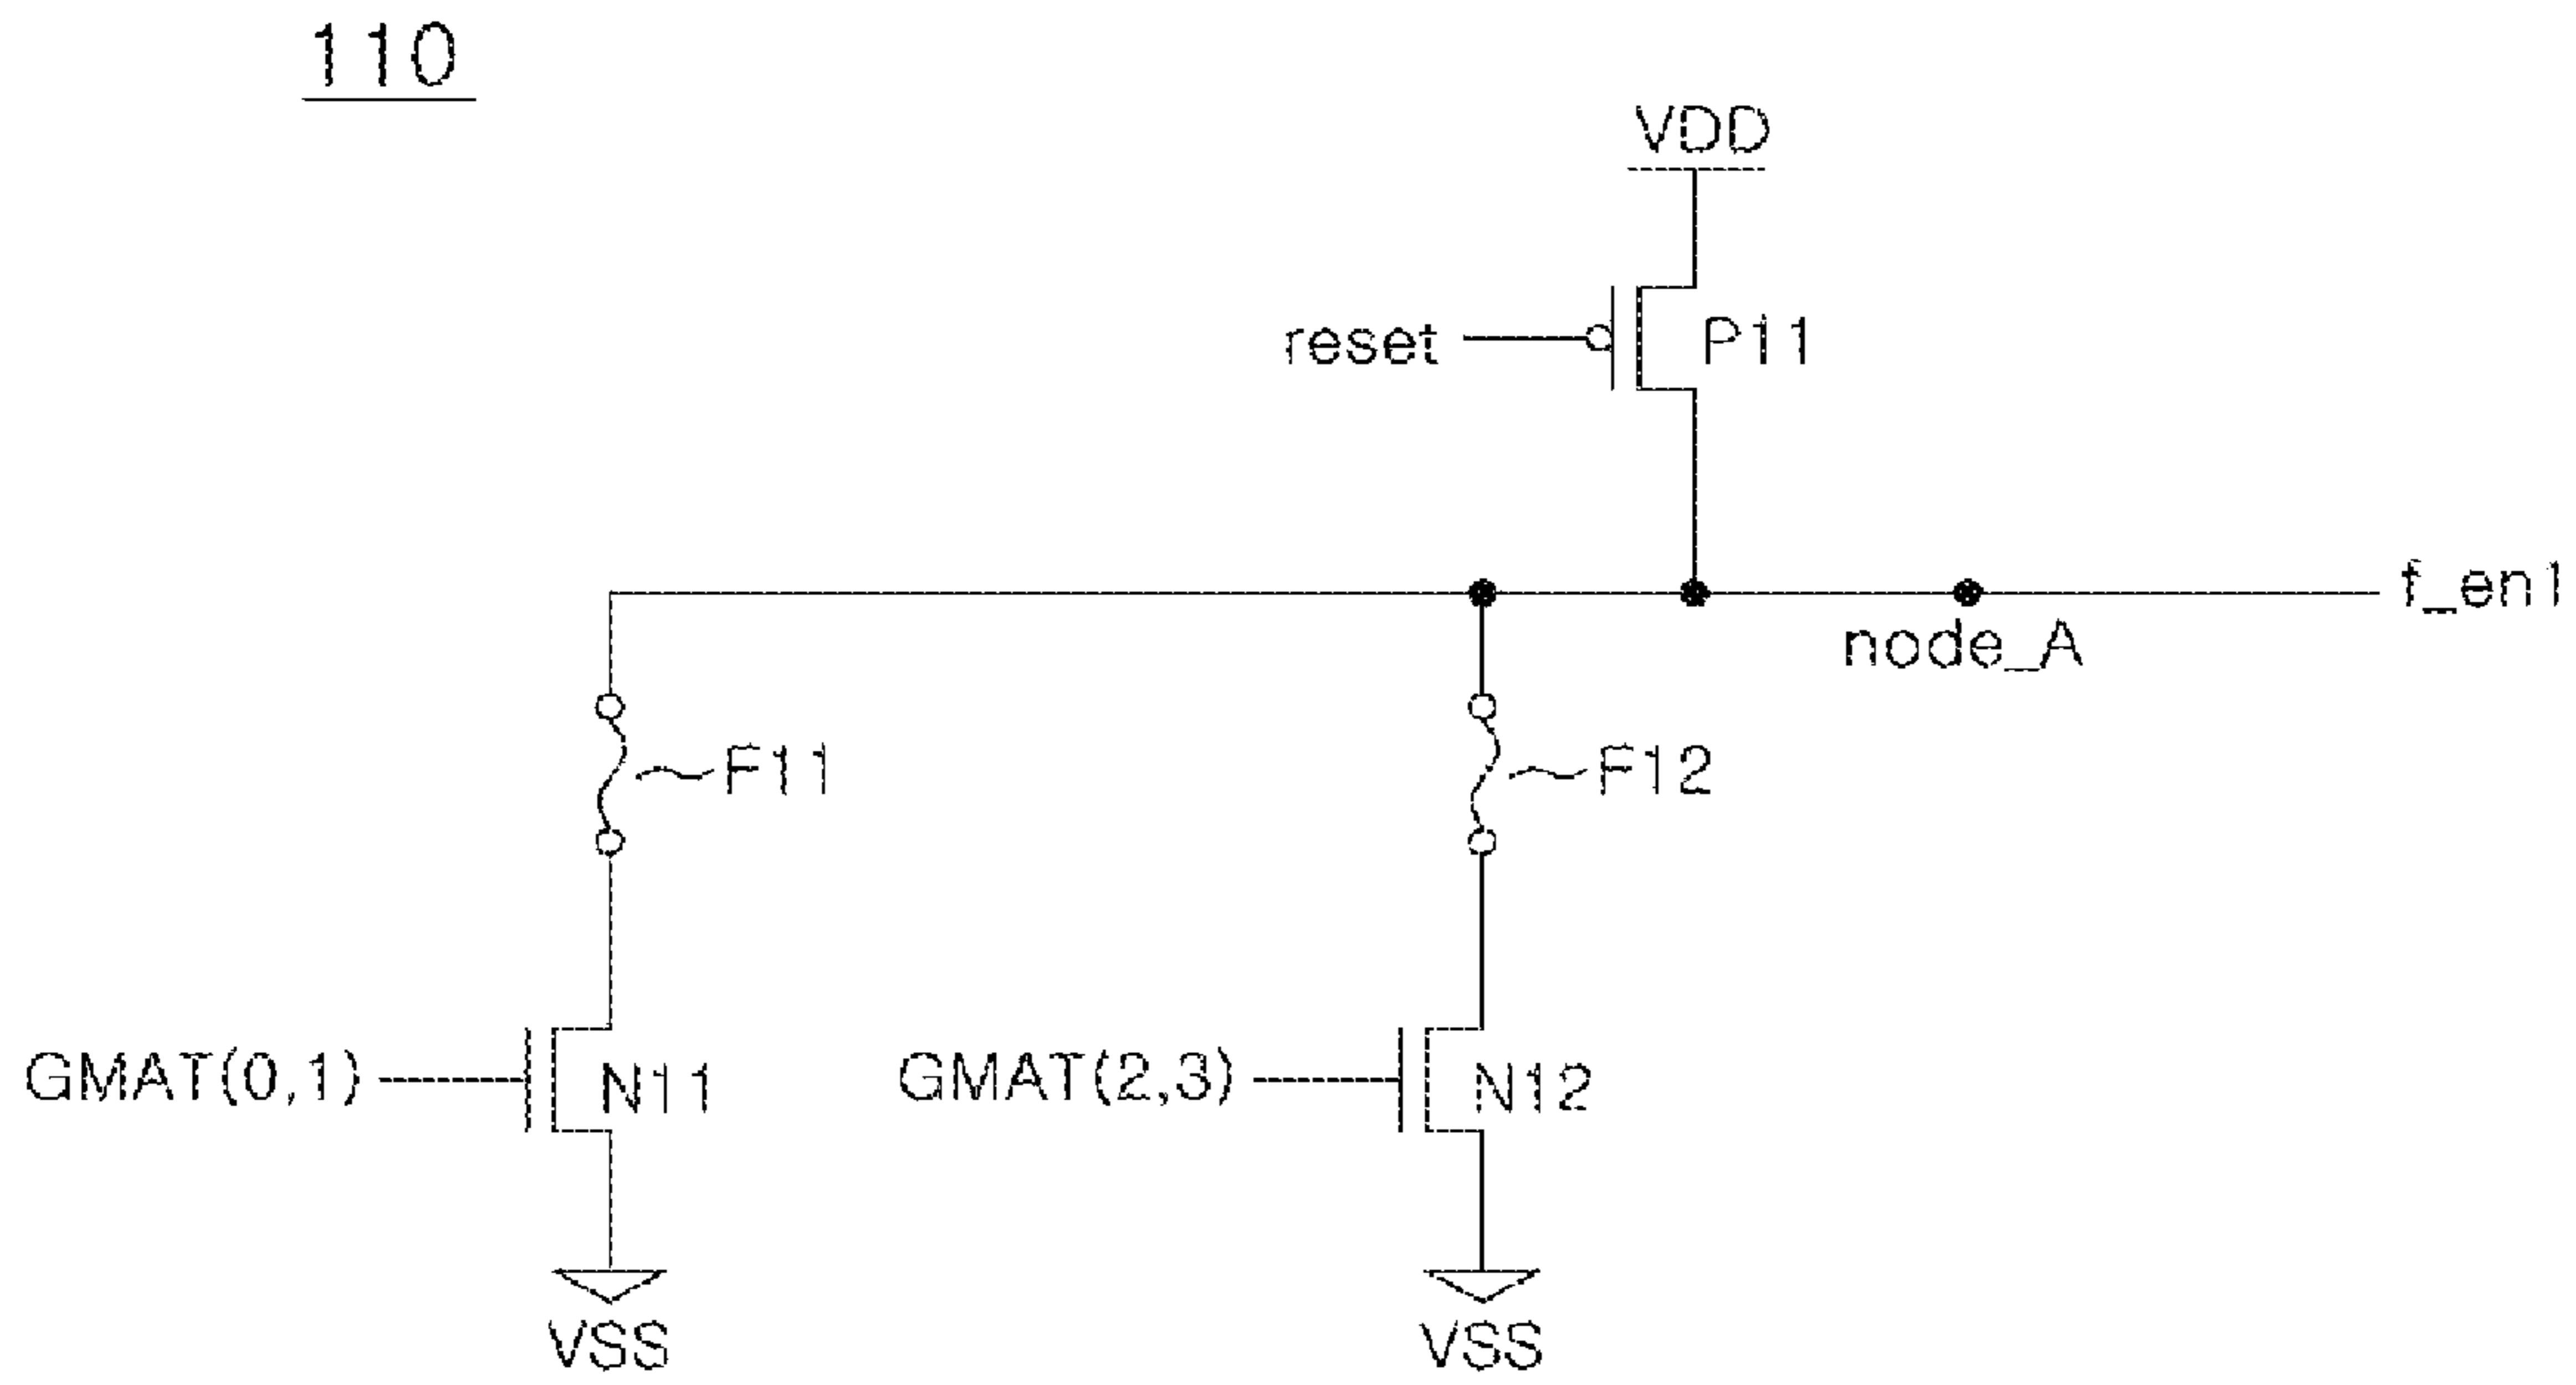 110
VDD
reset
P11
f_en1
node_A
F11
F12
GMAT(0,1)
N11
GMAT(2,3)
N12
VSS
VSS